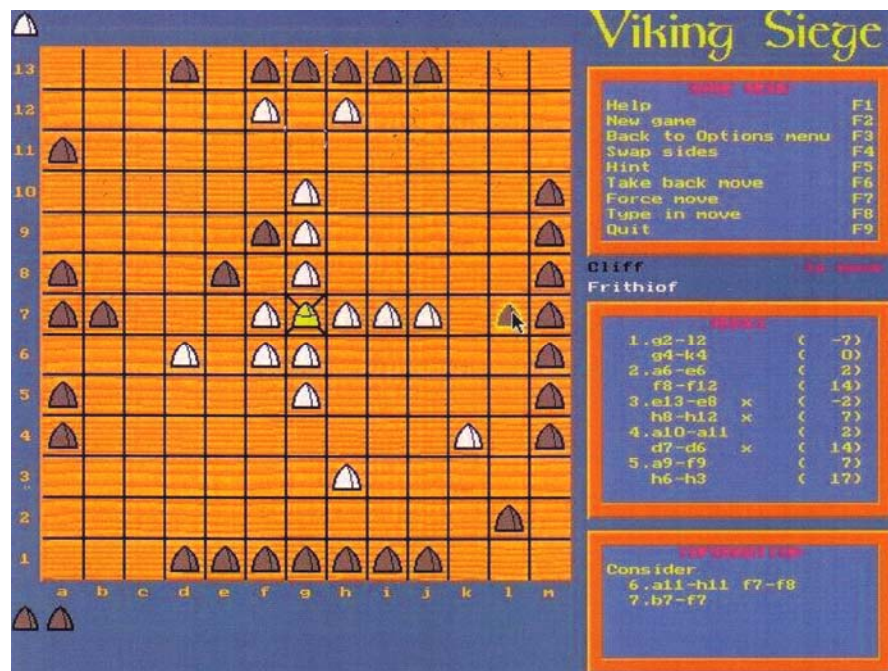 Viking Siege
13
12
11
10
9
8
7
6
5
4
3
2
1
a b c d e f g h i j k l m
Help F1
New game F2
Back to Options menu F3
Swap sides F4
Hint F5
Take back move F6
Force move F7
Type in move F8
Quit F9
Cliff
Frithiof
1.g2-l2 ( -7)
g4-k4 ( 0)
2.a6-e6 ( 2)
f8-f12 ( 14)
3.e13-e8 x ( -2)
h8-h12 x ( 7)
4.a10-a11 ( 2)
d7-d6 x ( 14)
5.a9-f9 ( 7)
h6-h3 ( 17)
Consider
6.a11-h11 f7-f8
7.b7-f7